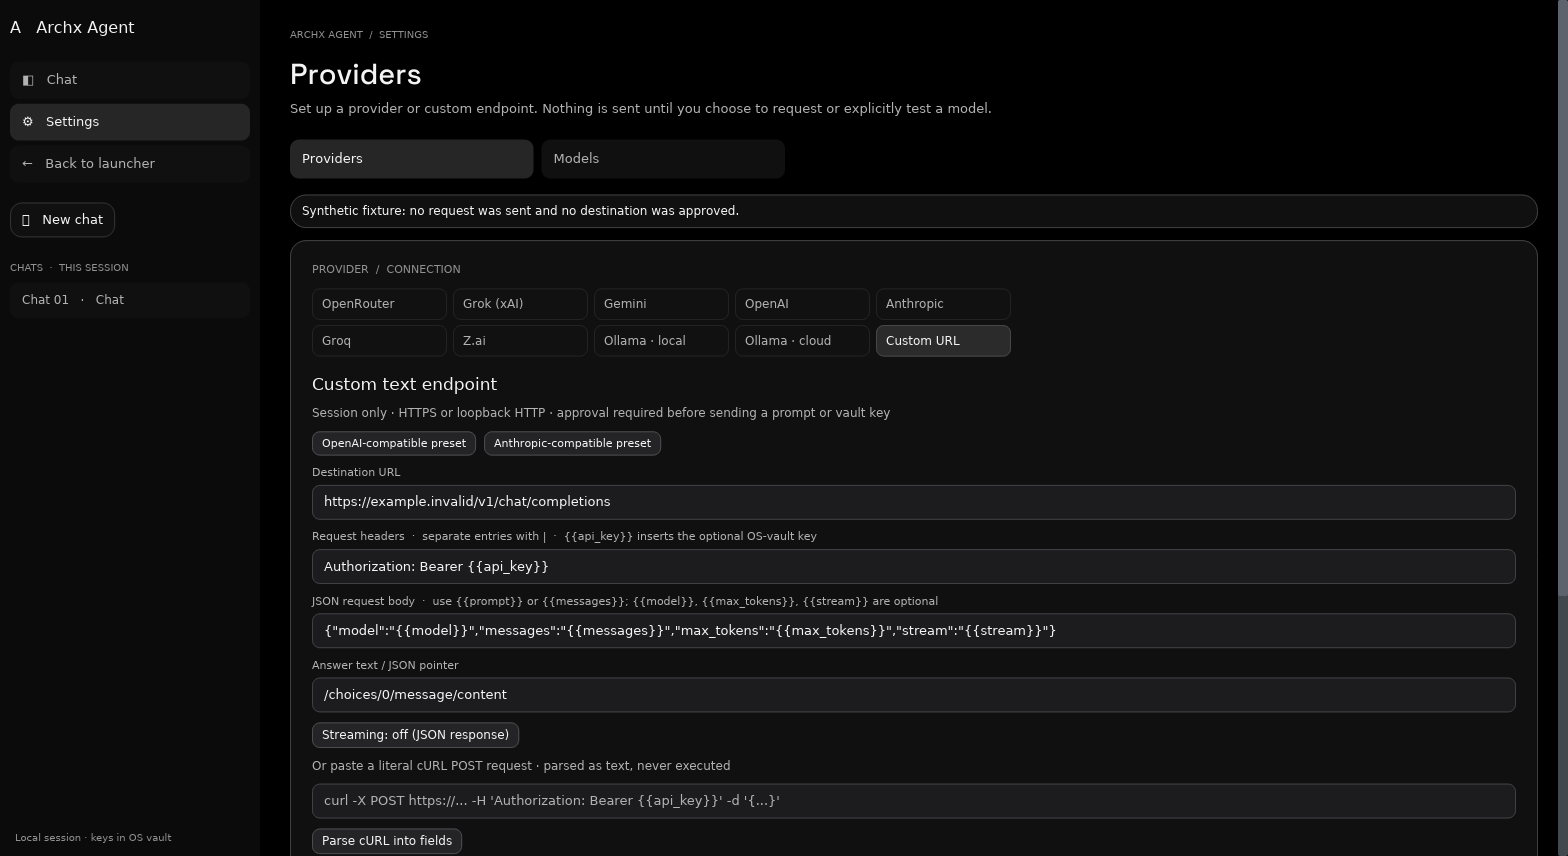 A Archx Agent
Chat
Settings
← Back to launcher
New chat
CHATS · THIS SESSION
Chat 01 · Chat
Local session · keys in OS vault
ARCHX AGENT / SETTINGS
Providers
Set up a provider or custom endpoint. Nothing is sent until you choose to request or explicitly test a model.
Providers
Models
Synthetic fixture: no request was sent and no destination was approved.
PROVIDER / CONNECTION
OpenRouter
Grok (xAI)
Gemini
OpenAI
Anthropic
Groq
Z.ai
Ollama · local
Ollama · cloud
Custom URL
Custom text endpoint
Session only · HTTPS or loopback HTTP · approval required before sending a prompt or vault key
OpenAI-compatible preset
Anthropic-compatible preset
Destination URL
https://example.invalid/v1/chat/completions
Request headers · separate entries with | · {{api_key}} inserts the optional OS-vault key
Authorization: Bearer {{api_key}}
JSON request body · use {{prompt}} or {{messages}}; {{model}}, {{max_tokens}}, {{stream}} are optional
{"model":"{{model}}","messages":"{{messages}}","max_tokens":"{{max_tokens}}","stream":"{{stream}}"}
Answer text / JSON pointer
/choices/0/message/content
Streaming: off (JSON response)
Or paste a literal cURL POST request · parsed as text, never executed
curl -X POST https://... -H 'Authorization: Bearer {{api_key}}' -d '{...}'
Parse cURL into fields